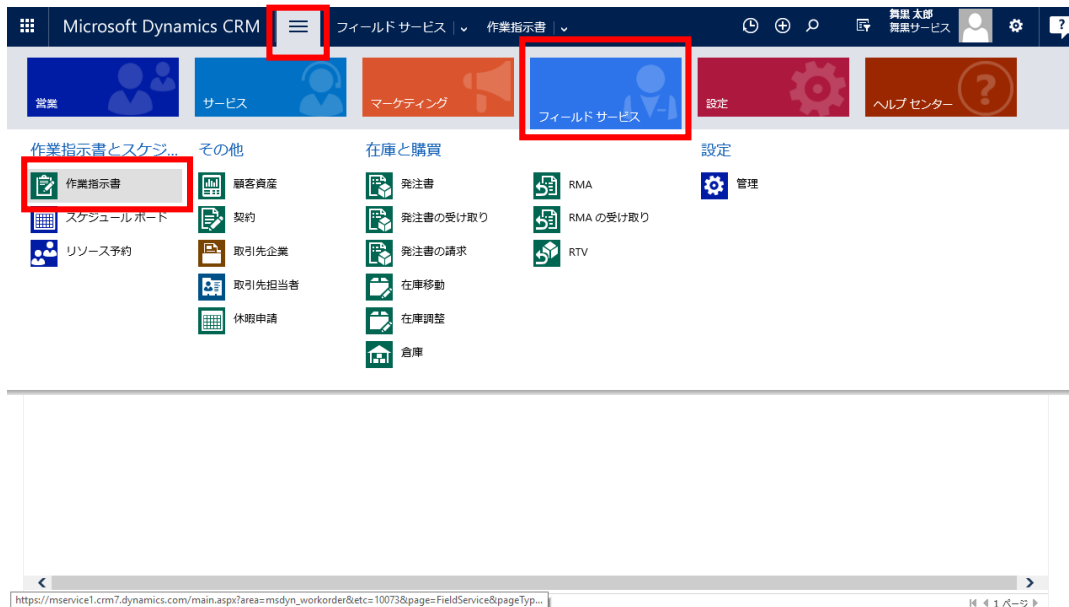 Microsoft Dynamics CRM
フィールド サービス
作業指示書
舞黒 太郎
舞黒サービス
?
営業
サービス
マーケティング
フィールド サービス
設定
ヘルプ センター
?
作業指示書とスケジ...
その他
在庫と購買
設定
作業指示書
顧客資産
発注書
RMA
管理
スケジュール ボード
契約
発注書の受け取り
RMA の受け取り
リソース予約
取引先企業
発注書の請求
RTV
取引先担当者
在庫移動
休暇申請
在庫調整
倉庫
https://mservice1.crm7.dynamics.com/main.aspx?area=msdyn_workorder&etc=10073&page=FieldService&pageTyp...
1 ページ